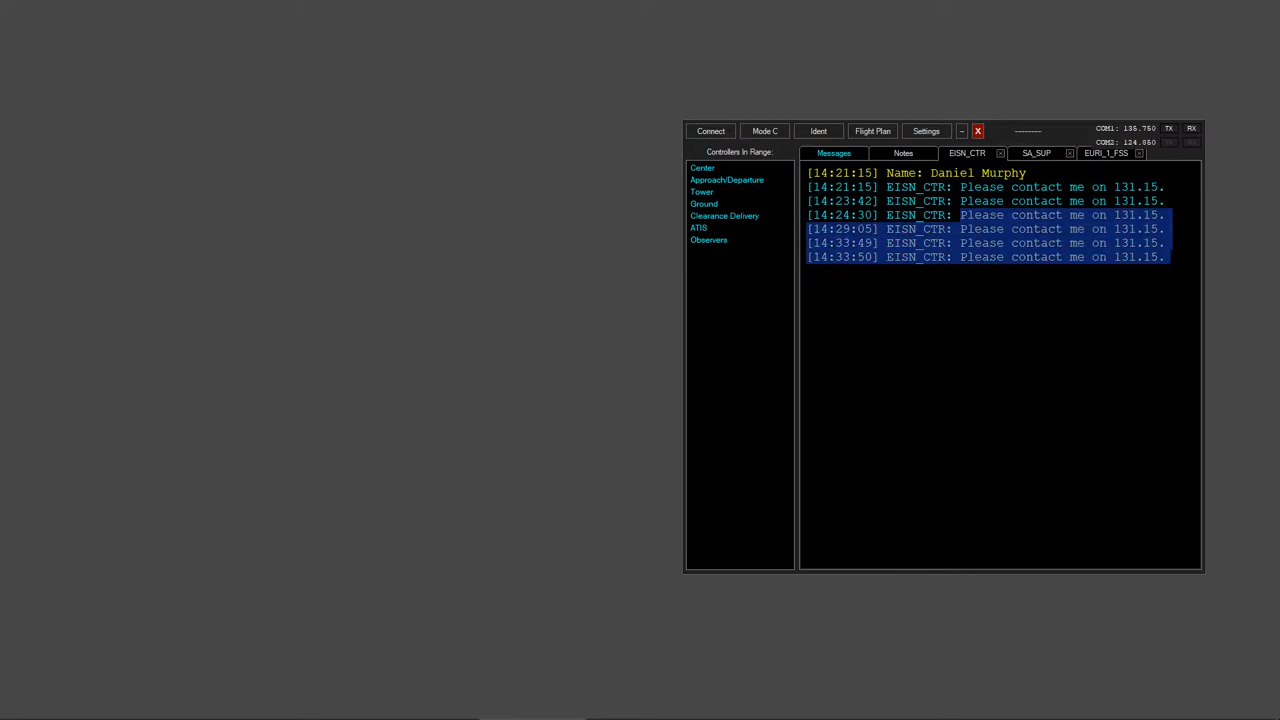 Connect Mode C Ident Flight Plan Settings – X -------- COM1: 135.750 TX RX
COM2: 124.850 TX RX
Controllers In Range:
Messages Notes EISN_CTR SA_SUP EURI_1_FSS
Center
Approach/Departure
Tower
Ground
Clearance Delivery
ATIS
Observers
[14:21:15] Name: Daniel Murphy
[14:21:15] EISN_CTR: Please contact me on 131.15.
[14:23:42] EISN_CTR: Please contact me on 131.15.
[14:24:30] EISN_CTR: Please contact me on 131.15.
[14:29:05] EISN_CTR: Please contact me on 131.15.
[14:33:49] EISN_CTR: Please contact me on 131.15.
[14:33:50] EISN_CTR: Please contact me on 131.15.